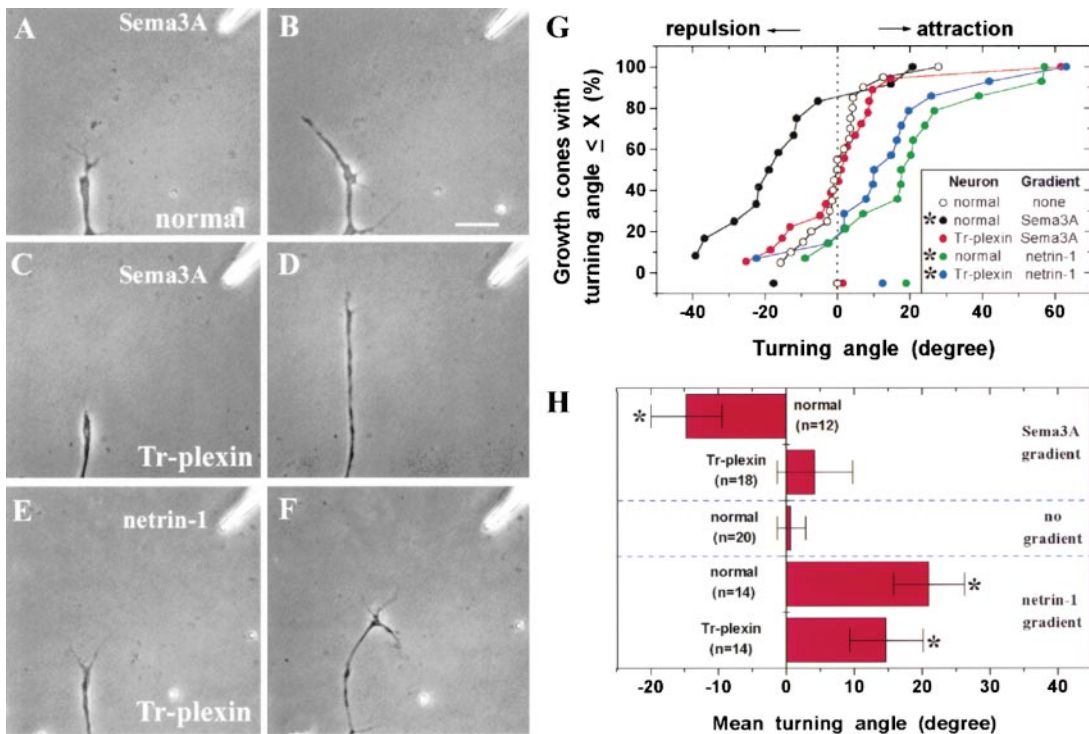 A
Sema3A
normal
B
C
Sema3A
Tr-plexin
D
E
netrin-1
Tr-plexin
F
G
repulsion ←
→ attraction
Growth cones with
turning angle ≤ X (%)
100
80
60
40
20
0
Neuron Gradient
normal none
* normal Sema3A
Tr-plexin Sema3A
* normal netrin-1
* Tr-plexin netrin-1
-40 -20 0 20 40 60
Turning angle (degree)
H
*
normal
(n=12)
Sema3A
gradient
Tr-plexin
(n=18)
normal
(n=20)
no
gradient
normal
(n=14)
*
netrin-1
gradient
Tr-plexin
(n=14)
*
-20 -10 0 10 20 30 40
Mean turning angle (degree)